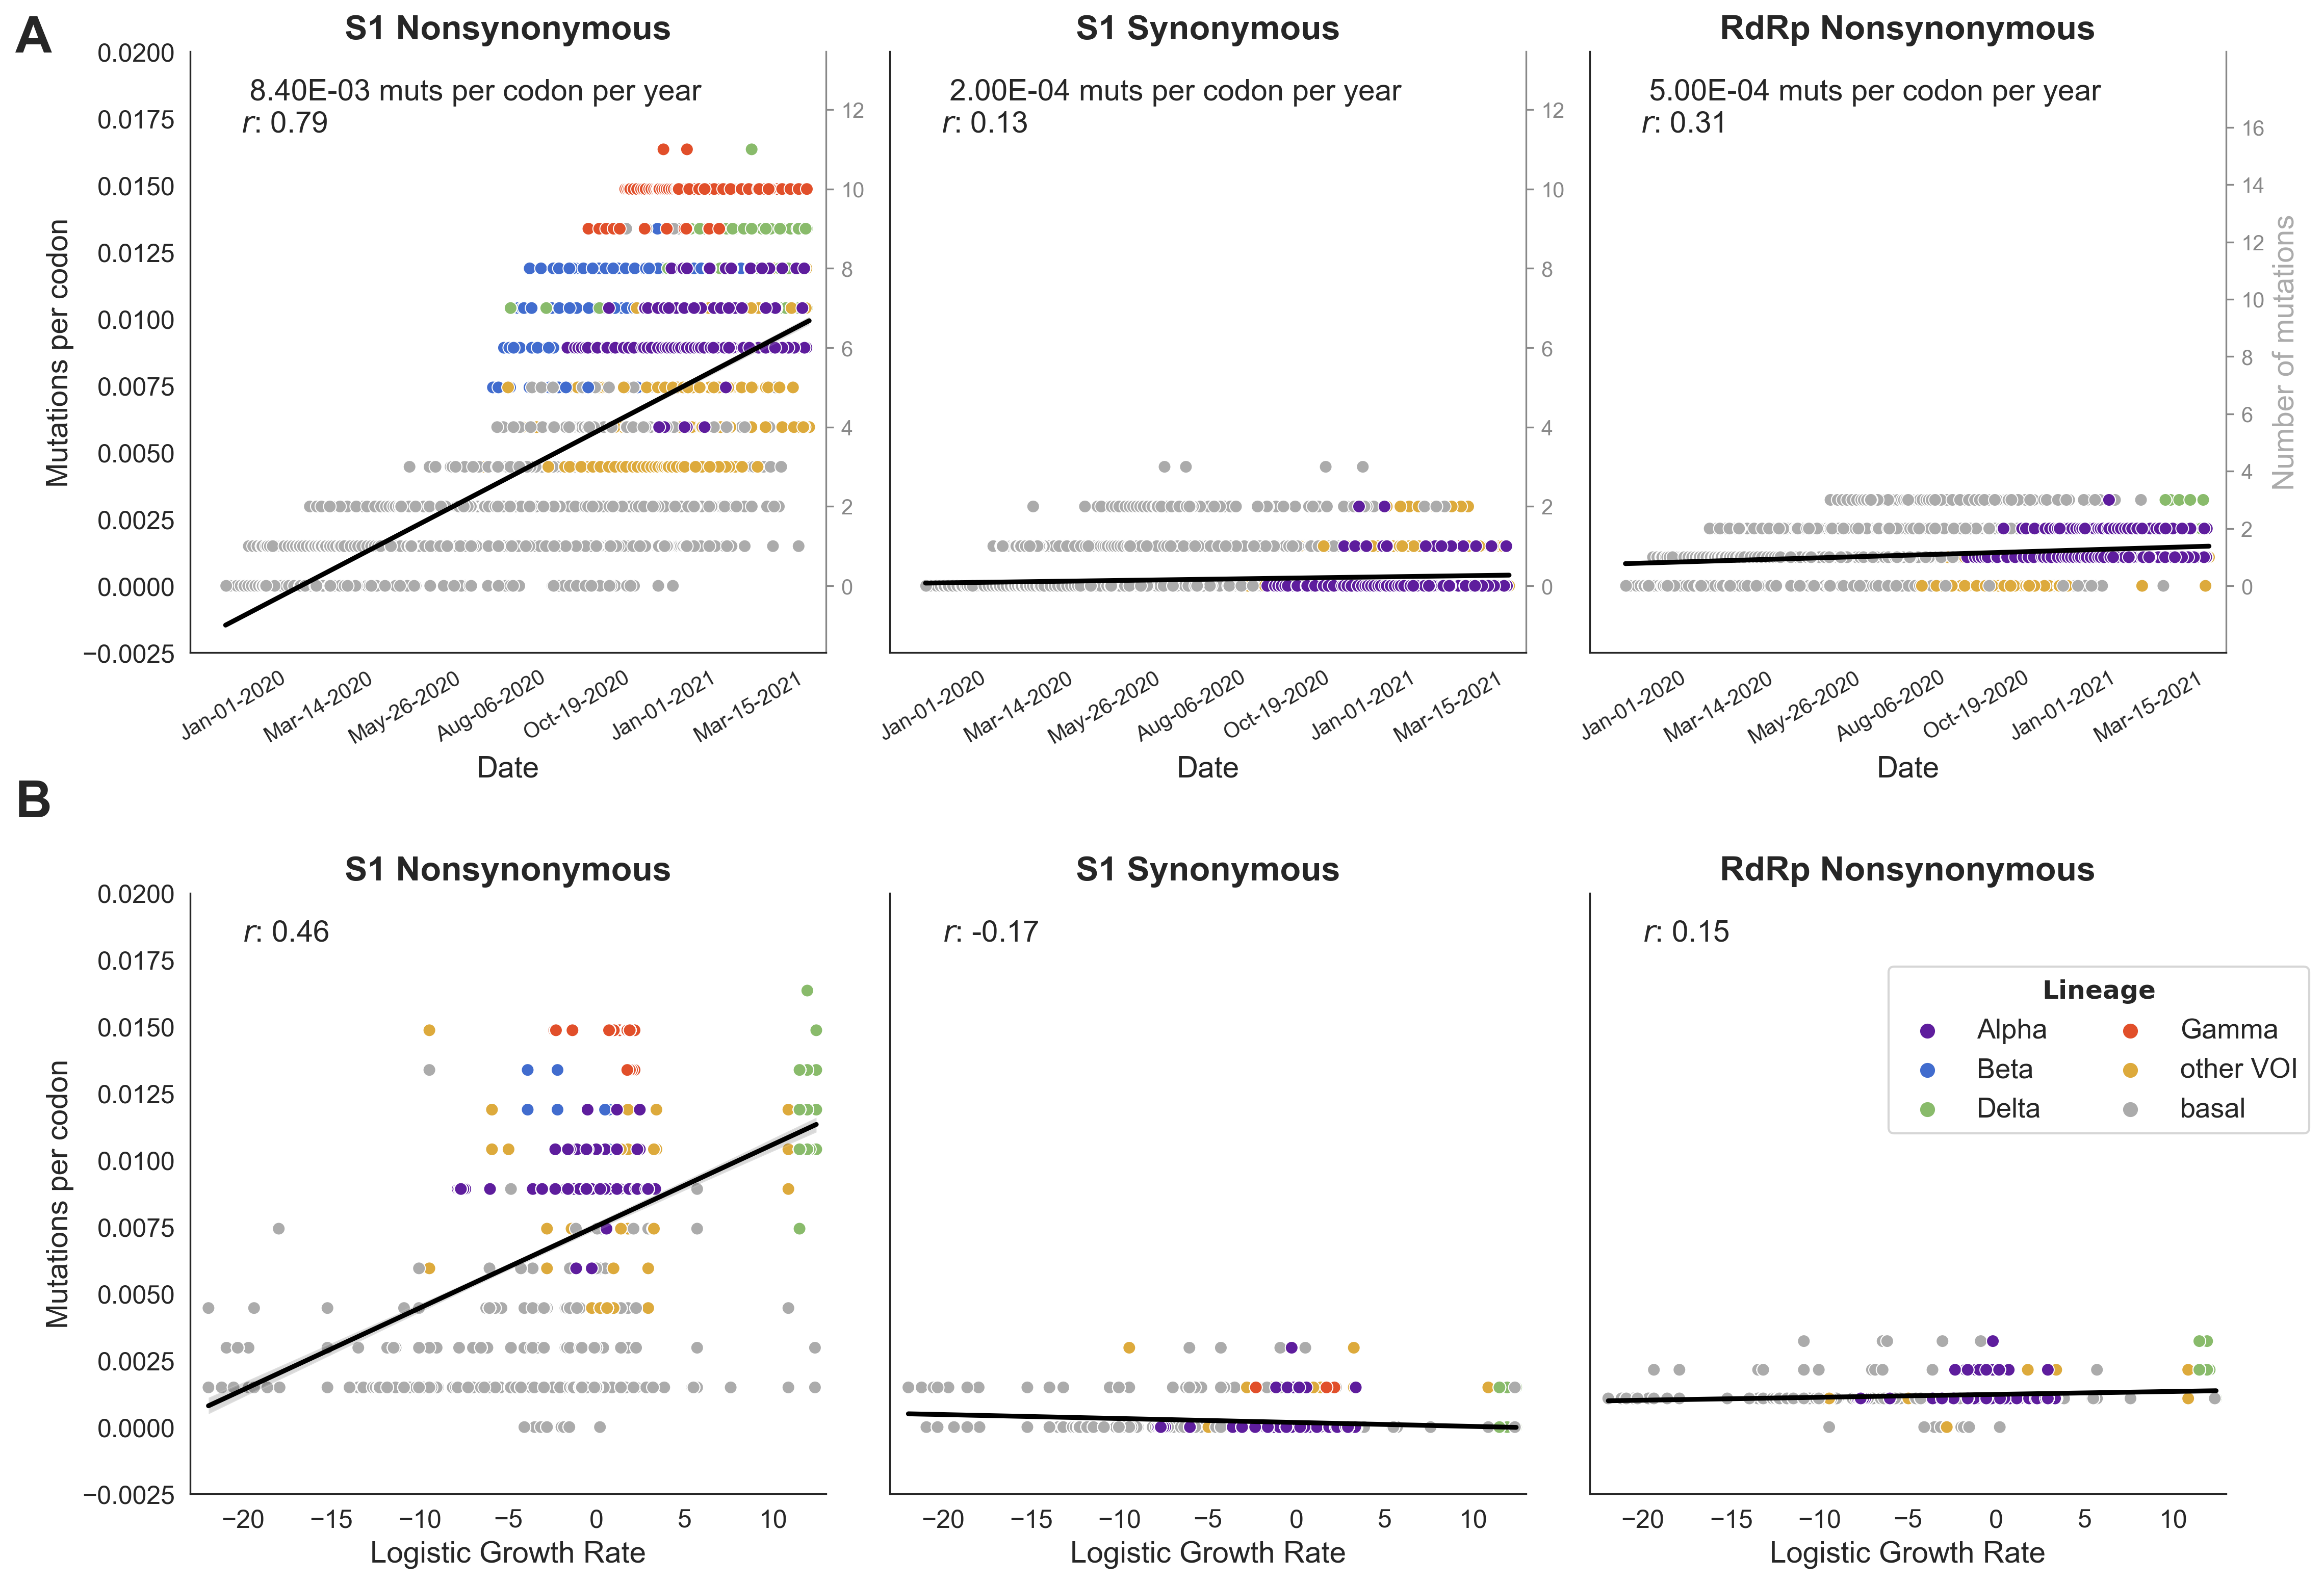 A
S1 Nonsynonymous
S1 Synonymous
RdRp Nonsynonymous
8.40E-03 muts per codon per year
r: 0.79
2.00E-04 muts per codon per year
r: 0.13
5.00E-04 muts per codon per year
r: 0.31
Mutations per codon
0.0200
0.0175
0.0150
0.0125
0.0100
0.0075
0.0050
0.0025
0.0000
−0.0025
12
10
8
6
4
2
0
12
10
8
6
4
2
0
16
14
12
10
8
6
4
2
0
Number of mutations
Jan-01-2020
Mar-14-2020
May-26-2020
Aug-06-2020
Oct-19-2020
Jan-01-2021
Mar-15-2021
Jan-01-2020
Mar-14-2020
May-26-2020
Aug-06-2020
Oct-19-2020
Jan-01-2021
Mar-15-2021
Jan-01-2020
Mar-14-2020
May-26-2020
Aug-06-2020
Oct-19-2020
Jan-01-2021
Mar-15-2021
Date
Date
Date
B
S1 Nonsynonymous
S1 Synonymous
RdRp Nonsynonymous
r: 0.46
r: -0.17
r: 0.15
Mutations per codon
0.0200
0.0175
0.0150
0.0125
0.0100
0.0075
0.0050
0.0025
0.0000
−0.0025
Lineage
Alpha
Beta
Delta
Gamma
other VOI
basal
−20 −15 −10 −5 0 5 10
−20 −15 −10 −5 0 5 10
−20 −15 −10 −5 0 5 10
Logistic Growth Rate
Logistic Growth Rate
Logistic Growth Rate